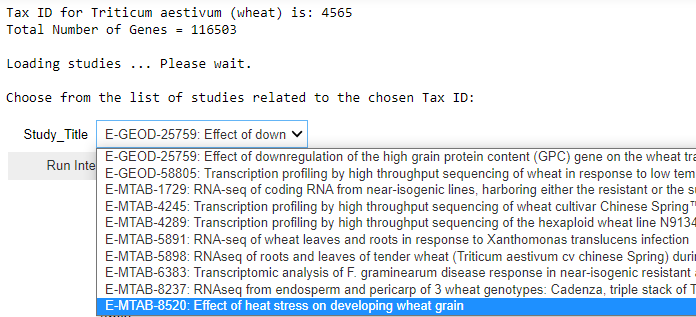 Tax ID for Triticum aestivum (wheat) is: 4565
Total Number of Genes = 116503
Loading studies ... Please wait.
Choose from the list of studies related to the chosen Tax ID:
Study_Title E-GEOD-25759: Effect of down
E-GEOD-25759: Effect of downregulation of the high grain protein content (GPC) gene on the wheat tra
Run Inte E-GEOD-58805: Transcription profiling by high throughput sequencing of wheat in response to low tem
E-MTAB-1729: RNA-seq of coding RNA from near-isogenic lines, harboring either the resistant or the su
E-MTAB-4245: Transcription profiling by high throughput sequencing of wheat cultivar Chinese Spring™
E-MTAB-4289: Transcription profiling by high throughput sequencing of the hexaploid wheat line N9134
E-MTAB-5891: RNA-seq of wheat leaves and roots in response to Xanthomonas translucens infection
E-MTAB-5898: RNAseq of roots and leaves of tender wheat (Triticum aestivum cv chinese Spring) duri
E-MTAB-6383: Transcriptomic analysis of F. graminearum disease response in near-isogenic resistant
E-MTAB-8237: RNAseq from endosperm and pericarp of 3 wheat genotypes: Cadenza, triple stack of T
E-MTAB-8520: Effect of heat stress on developing wheat grain